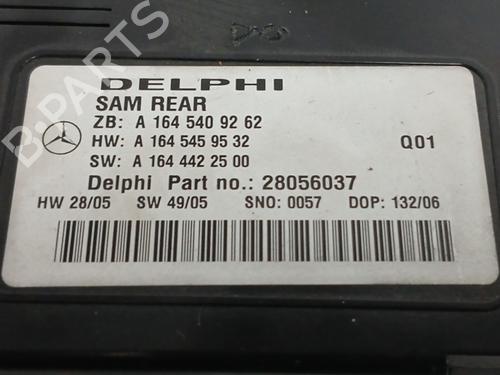 B-PARTS
DELPHI
SAM REAR
ZB: A 164 540 92 62
HW: A 164 545 95 32 Q01
SW: A 164 442 25 00
Delphi Part no.: 28056037
HW 28/05 SW 49/05 SNO: 0057 DOP: 132/06